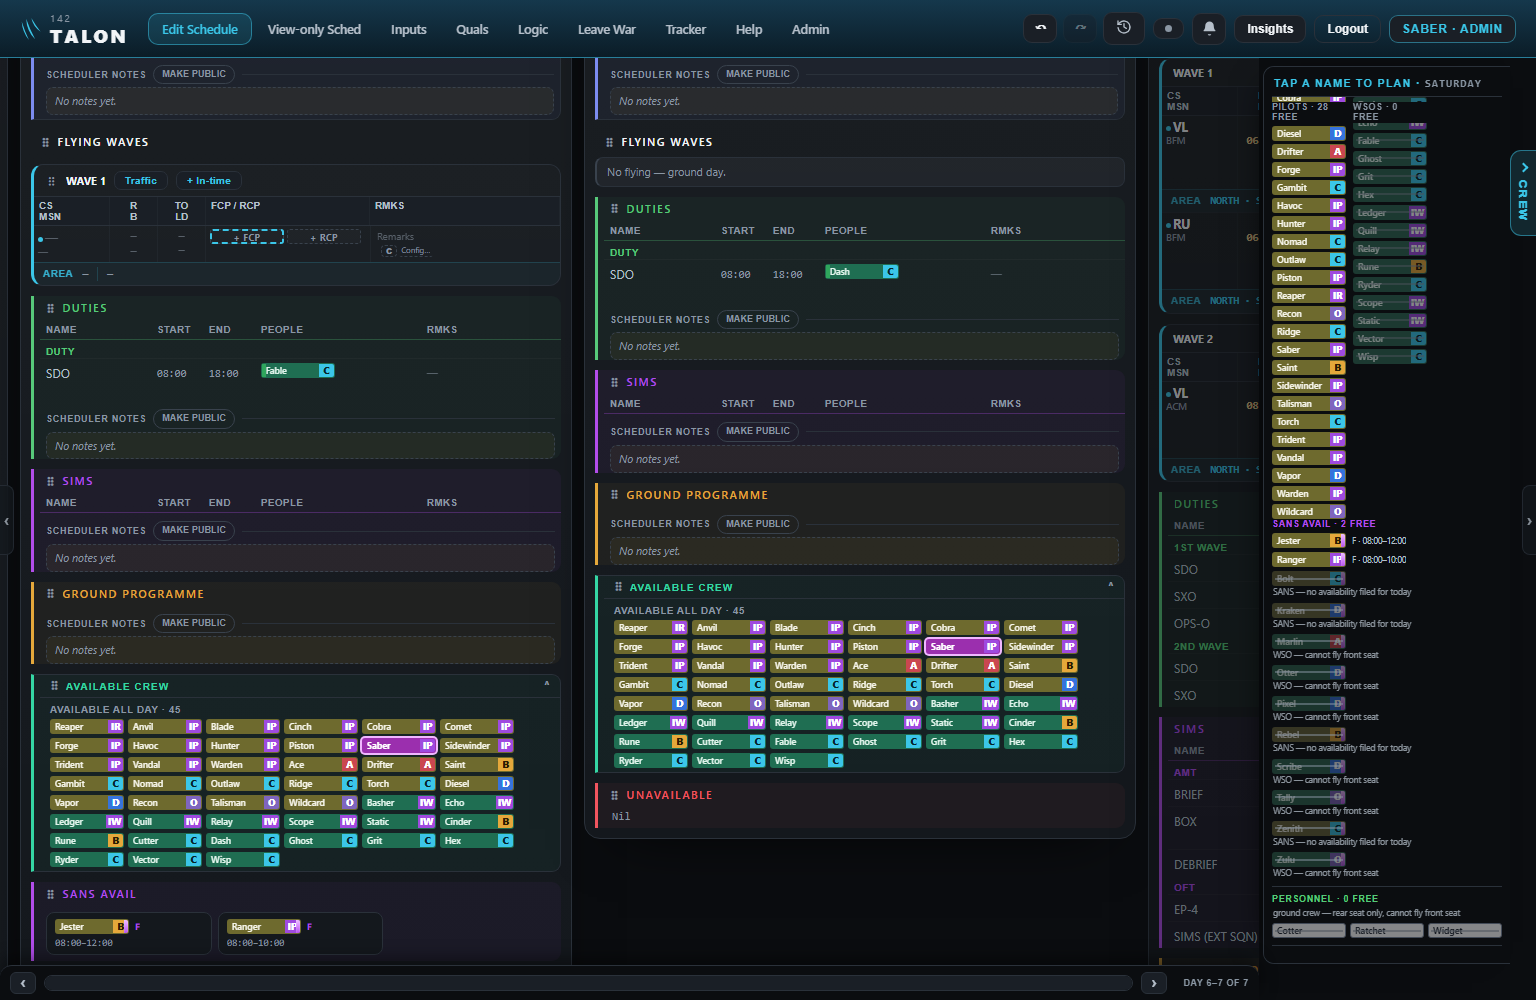 142
TALON
Edit Schedule
View-only Sched
Inputs
Quals
Logic
Leave War
Tracker
Help
Admin
Insights
Logout
SABER · ADMIN
SCHEDULER NOTES MAKE PUBLIC
No notes yet.
FLYING WAVES
WAVE 1 Traffic + In-time
CS R TO FCP / RCP RMKS
MSN B LD
— — — + FCP + RCP Remarks
— — — C Config...
AREA — —
DUTIES
NAME START END PEOPLE RMKS
DUTY
SDO 08:00 18:00 Fable C —
SCHEDULER NOTES MAKE PUBLIC
No notes yet.
SIMS
NAME START END PEOPLE RMKS
SCHEDULER NOTES MAKE PUBLIC
No notes yet.
GROUND PROGRAMME
SCHEDULER NOTES MAKE PUBLIC
No notes yet.
AVAILABLE CREW
AVAILABLE ALL DAY · 45
Reaper IR Anvil IP Blade IP Cinch IP Cobra IP Comet IP
Forge IP Havoc IP Hunter IP Piston IP Saber IP Sidewinder IP
Trident IP Vandal IP Warden IP Ace A Drifter A Saint B
Gambit C Nomad C Outlaw C Ridge C Torch C Diesel D
Vapor D Recon O Talisman O Wildcard O Basher IW Echo IW
Ledger IW Quill IW Relay IW Scope IW Static IW Cinder B
Rune B Cutter C Dash C Ghost C Grit C Hex C
Ryder C Vector C Wisp C
SANS AVAIL
Jester B F
08:00–12:00
Ranger IP F
08:00–10:00
SCHEDULER NOTES MAKE PUBLIC
No notes yet.
FLYING WAVES
No flying — ground day.
DUTIES
NAME START END PEOPLE RMKS
DUTY
SDO 08:00 18:00 Dash C —
SCHEDULER NOTES MAKE PUBLIC
No notes yet.
SIMS
NAME START END PEOPLE RMKS
SCHEDULER NOTES MAKE PUBLIC
No notes yet.
GROUND PROGRAMME
SCHEDULER NOTES MAKE PUBLIC
No notes yet.
AVAILABLE CREW
AVAILABLE ALL DAY · 45
Reaper IR Anvil IP Blade IP Cinch IP Cobra IP Comet IP
Forge IP Havoc IP Hunter IP Piston IP Saber IP Sidewinder IP
Trident IP Vandal IP Warden IP Ace A Drifter A Saint B
Gambit C Nomad C Outlaw C Ridge C Torch C Diesel D
Vapor D Recon O Talisman O Wildcard O Basher IW Echo IW
Ledger IW Quill IW Relay IW Scope IW Static IW Cinder B
Rune B Cutter C Fable C Ghost C Grit C Hex C
Ryder C Vector C Wisp C
UNAVAILABLE
Nil
WAVE 1
CS
MSN
VL
BFM 06
AREA NORTH · S
RU
BFM 06
AREA NORTH · S
WAVE 2
CS
MSN
VL
ACM 08
AREA NORTH · S
DUTIES
NAME
1ST WAVE
SDO
SXO
OPS-O
2ND WAVE
SDO
SXO
SIMS
NAME
AMT
BRIEF
BOX
DEBRIEF
OFT
EP-4
SIMS (EXT SQN)
TAP A NAME TO PLAN · SATURDAY
Cobra IP
PILOTS · 28 FREE
Diesel D
Drifter A
Forge IP
Gambit C
Havoc IP
Hunter IP
Nomad C
Outlaw C
Piston IP
Reaper IR
Recon O
Ridge C
Saber IP
Saint B
Sidewinder IP
Talisman O
Torch C
Trident IP
Vandal IP
Vapor D
Warden IP
Wildcard O
WSOS · 0 FREE
Echo IW
Fable C
Ghost C
Grit C
Hex C
Ledger IW
Quill IW
Relay IW
Rune B
Ryder C
Scope IW
Static IW
Vector C
Wisp C
SANS AVAIL · 2 FREE
Jester B F · 08:00–12:00
Ranger IP F · 08:00–10:00
Bolt C
SANS — no availability filed for today
Kraken D
SANS — no availability filed for today
Marlin A
WSO — cannot fly front seat
Otter D
WSO — cannot fly front seat
Pixel D
WSO — cannot fly front seat
Rebel B
SANS — no availability filed for today
Scribe D
WSO — cannot fly front seat
Tally O
WSO — cannot fly front seat
Zenith C
SANS — no availability filed for today
Zulu O
WSO — cannot fly front seat
PERSONNEL · 0 FREE
ground crew — rear seat only, cannot fly front seat
Cotter Ratchet Widget
CREW
DAY 6–7 OF 7